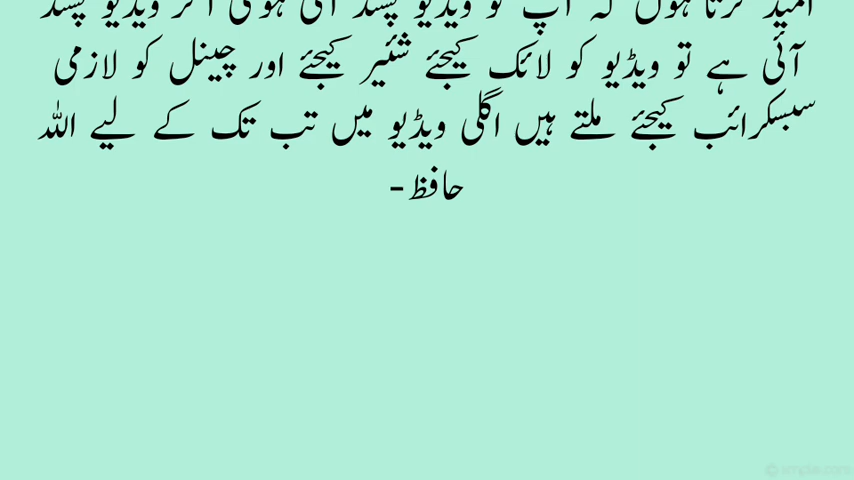 امید کرتا ہوں کہ آپ کو ویڈیو پسند آئی ہوگی اگر ویڈیو پسند
آئی ہے تو ویڈیو کو لائک کیجئے شئیر کیجئے اور چینل کو لازمی
سبسکرائب کیجئے ملتے ہیں اگلی ویڈیو میں تب تک کے لیے اللہ
حافظ-